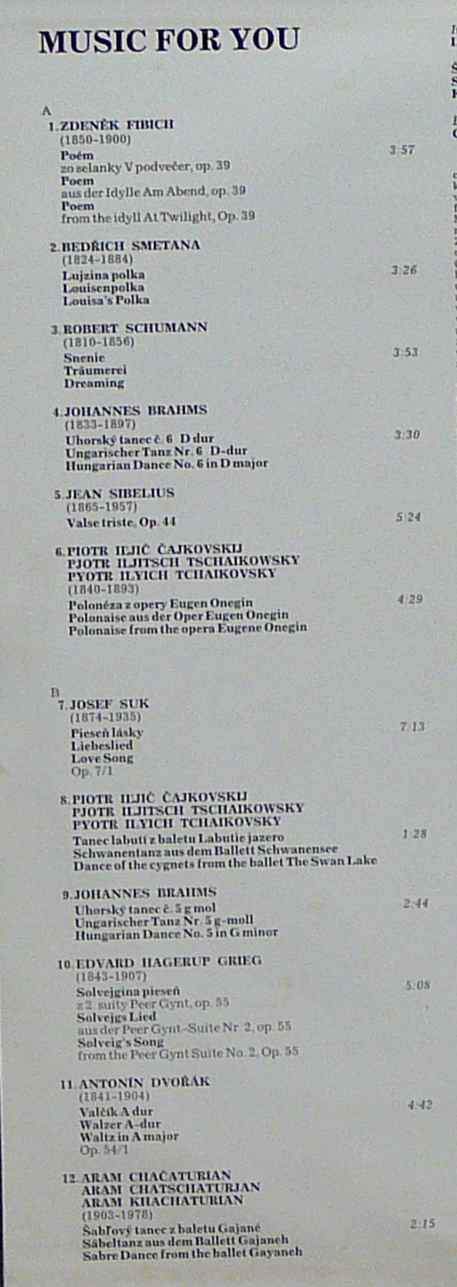 MUSIC FOR YOU
A
1. ZDENĚK FIBICH
(1850-1900)
Poém 3:57
zo selanky V podvečer, op. 39
Poem
aus der Idylle Am Abend, op. 39
Poem
from the idyll At Twilight, Op. 39
2. BEDŘICH SMETANA
(1824-1884)
Lujzina polka 3:26
Louisenpolka
Louisa's Polka
3. ROBERT SCHUMANN
(1810-1856)
Snenie 3:53
Träumerei
Dreaming
4. JOHANNES BRAHMS
(1833-1897)
Uhorský tanec č. 6 D dur 3:30
Ungarischer Tanz Nr. 6 D-dur
Hungarian Dance No. 6 in D major
5. JEAN SIBELIUS
(1865-1957)
Valse triste, Op. 44 5:24
6. PIOTR ILJIČ ČAJKOVSKIJ
PJOTR ILJITSCH TSCHAIKOWSKY
PYOTR ILYICH TCHAIKOVSKY
(1840-1893)
Polonéza z opery Eugen Onegin 4:29
Polonaise aus der Oper Eugen Onegin
Polonaise from the opera Eugene Onegin
B
7. JOSEF SUK
(1874-1935)
Pieseň lásky 7:13
Liebeslied
Love Song
Op. 7/1
8. PIOTR ILJIČ ČAJKOVSKIJ
PJOTR ILJITSCH TSCHAIKOWSKY
PYOTR ILYICH TCHAIKOVSKY
Tanec labutí z baletu Labutie jazero 1:28
Schwanentanz aus dem Ballett Schwanensee
Dance of the cygnets from the ballet The Swan Lake
9. JOHANNES BRAHMS
Uhorský tanec č. 5 g mol 2:44
Ungarischer Tanz Nr. 5 g-moll
Hungarian Dance No. 5 in G minor
10. EDVARD HAGERUP GRIEG
(1843-1907)
Solvejgina pieseň 5:08
z 2. suity Peer Gynt, op. 55
Solvejgs Lied
aus der Peer Gynt-Suite Nr. 2, op. 55
Solveig's Song
from the Peer Gynt Suite No. 2, Op. 55
11. ANTONÍN DVOŘÁK
(1841-1904)
Valčík A dur 4:42
Walzer A-dur
Waltz in A major
Op. 54/1
12. ARAM CHAČATURIAN
ARAM CHATSCHATURJAN
ARAM KHACHATURIAN
(1903-1978)
Šabľový tanec z baletu Gajané 2:15
Säbeltanz aus dem Ballett Gajaneh
Sabre Dance from the ballet Gayaneh